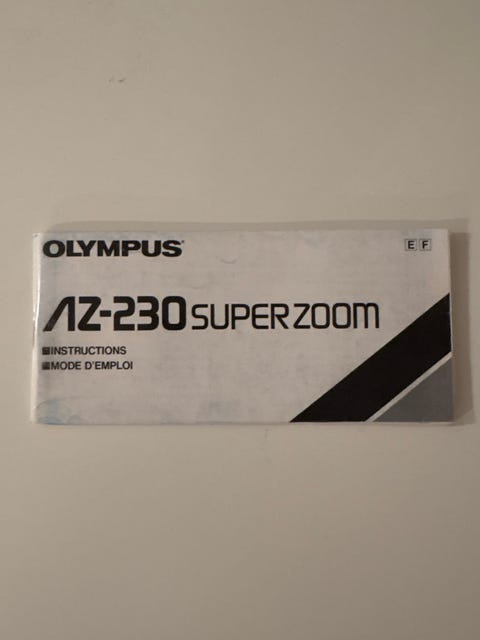 OLYMPUS®
E F
AZ-230 SUPERZOOM
INSTRUCTIONS
MODE D'EMPLOI